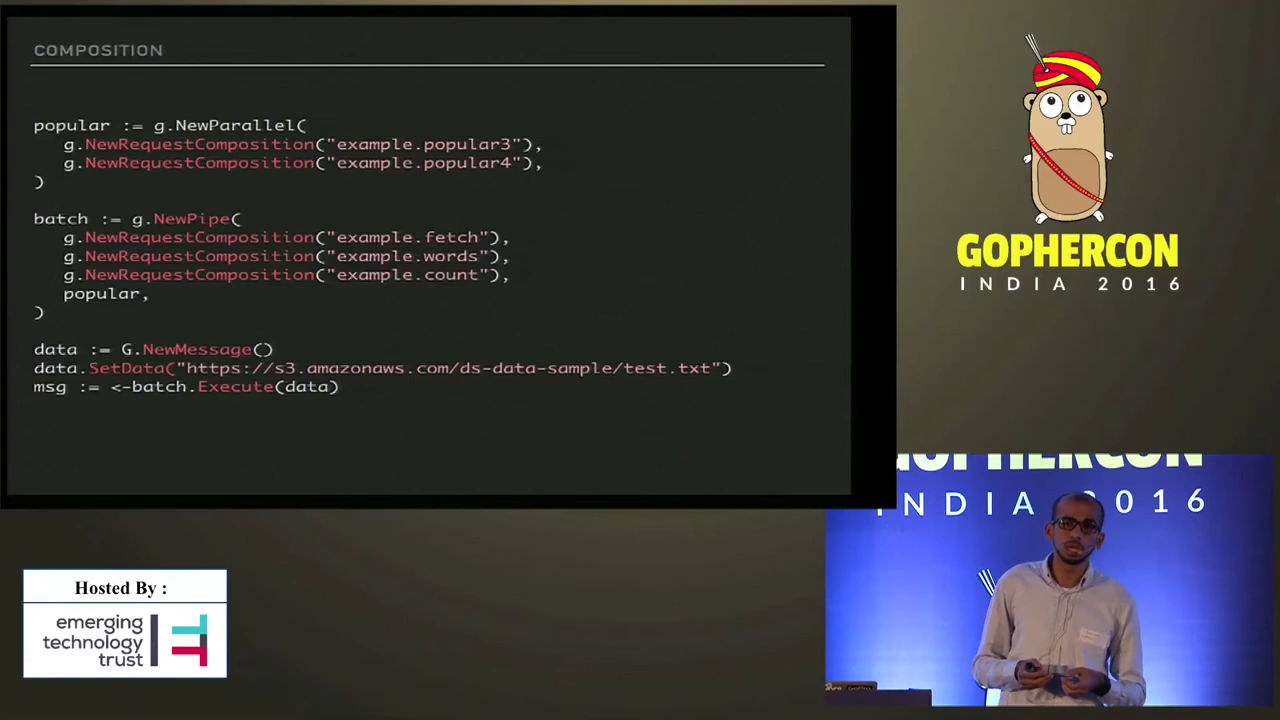 COMPOSITION
popular := g.NewParallel(
g.NewRequestComposition("example.popular3"),
g.NewRequestComposition("example.popular4"),
)
batch := g.NewPipe(
g.NewRequestComposition("example.fetch"),
g.NewRequestComposition("example.words"),
g.NewRequestComposition("example.count"),
popular,
)
data := G.NewMessage()
data.SetData("https://s3.amazonaws.com/ds-data-sample/test.txt")
msg := <-batch.Execute(data)
GOPHERCON
INDIA 2016
GOPHERCON
INDIA 2016
Hosted By :
emerging
technology
trust